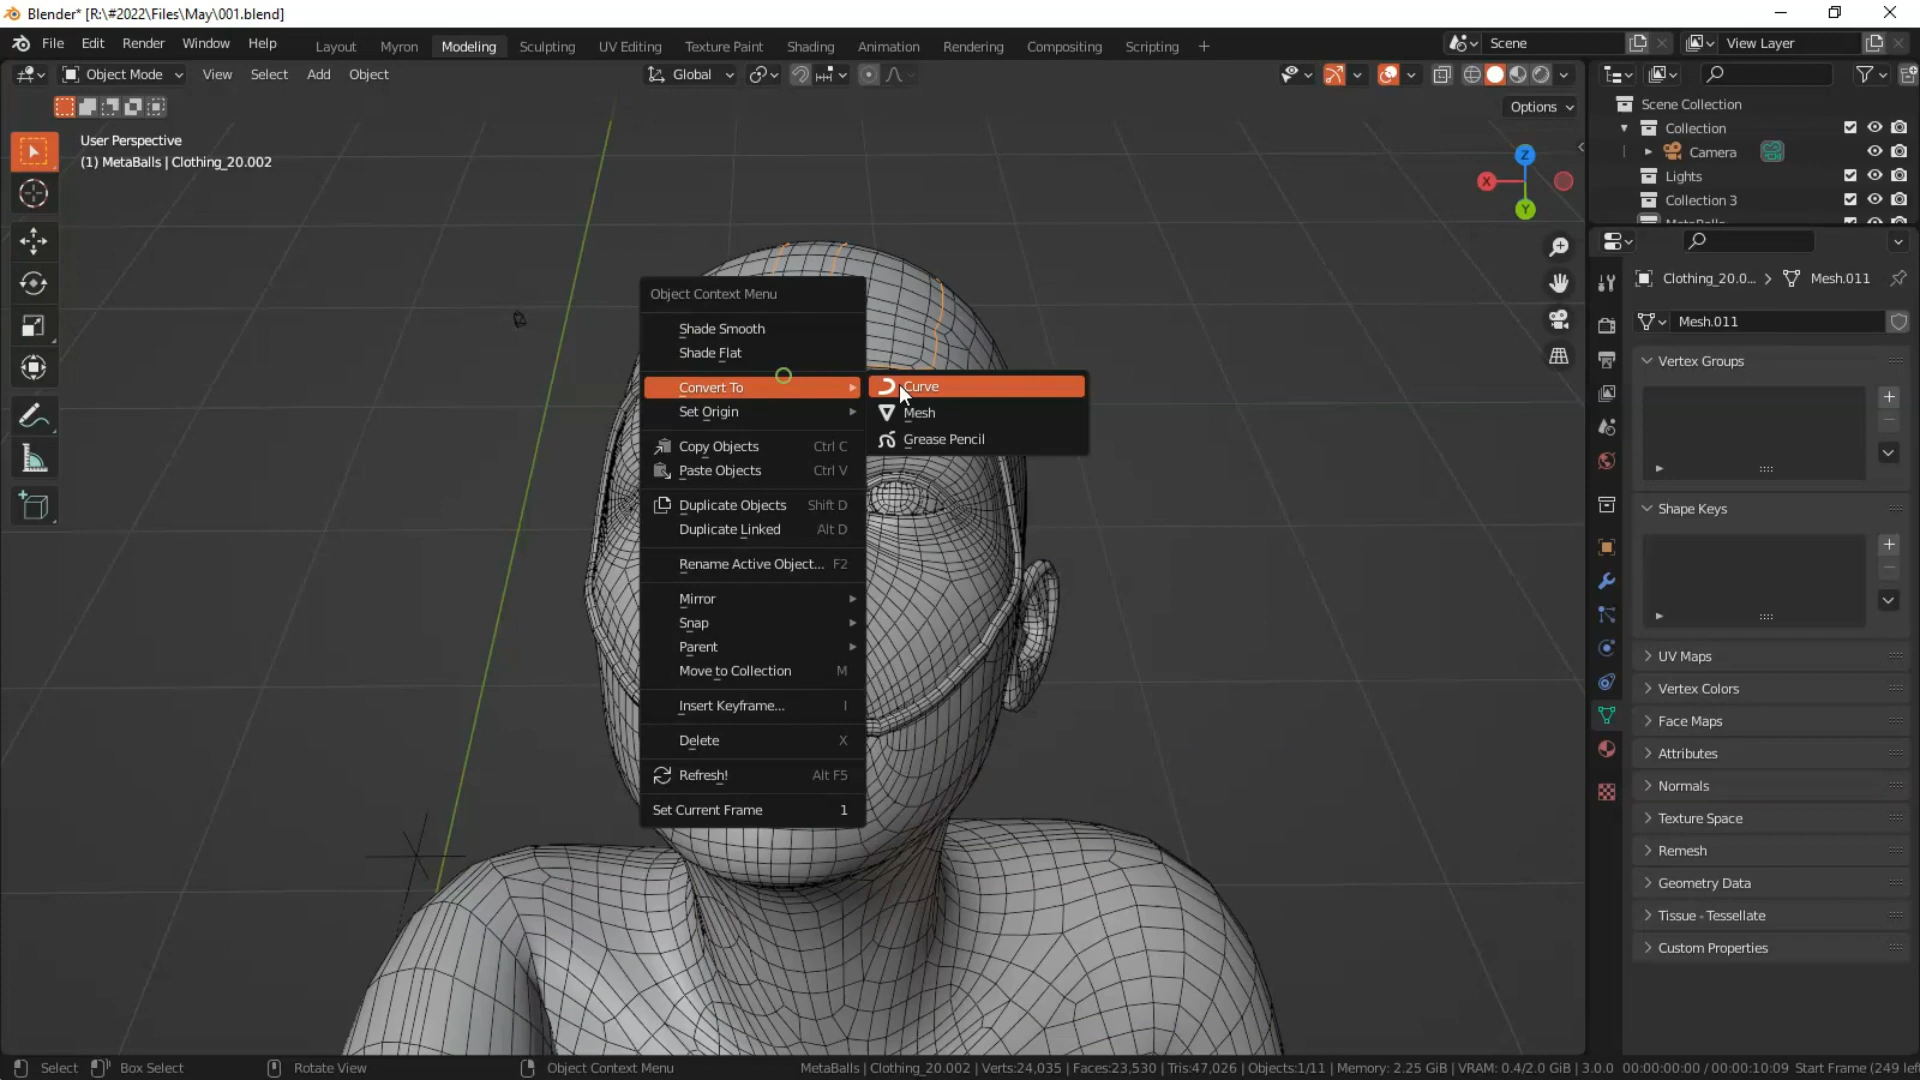 Blender* [R:\#2022\Files\May\001.blend]
File Edit Render Window Help Layout Myron Modeling Sculpting UV Editing Texture Paint Shading Animation Rendering Compositing Scripting + Scene View Layer
Object Mode View Select Add Object Global
Options
User Perspective
(1) MetaBalls | Clothing_20.002
Z
X
Y
Object Context Menu
Shade Smooth
Shade Flat
Convert To
Set Origin
Copy Objects Ctrl C
Paste Objects Ctrl V
Duplicate Objects Shift D
Duplicate Linked Alt D
Rename Active Object... F2
Mirror
Snap
Parent
Move to Collection M
Insert Keyframe... I
Delete X
Refresh! Alt F5
Set Current Frame 1
Curve
Mesh
Grease Pencil
Scene Collection
Collection
Camera
Lights
Collection 3
MetaBalls
Clothing_20.0... > Mesh.011
Mesh.011
Vertex Groups
Shape Keys
UV Maps
Vertex Colors
Face Maps
Attributes
Normals
Texture Space
Remesh
Geometry Data
Tissue - Tessellate
Custom Properties
Select Box Select Rotate View Object Context Menu MetaBalls | Clothing_20.002 | Verts:24,035 | Faces:23,530 | Tris:47,026 | Objects:1/11 | Memory: 2.25 GiB | VRAM: 0.4/2.0 GiB | 3.0.0 00:00:00:00 / 00:00:10:09 Start Frame (249 lef